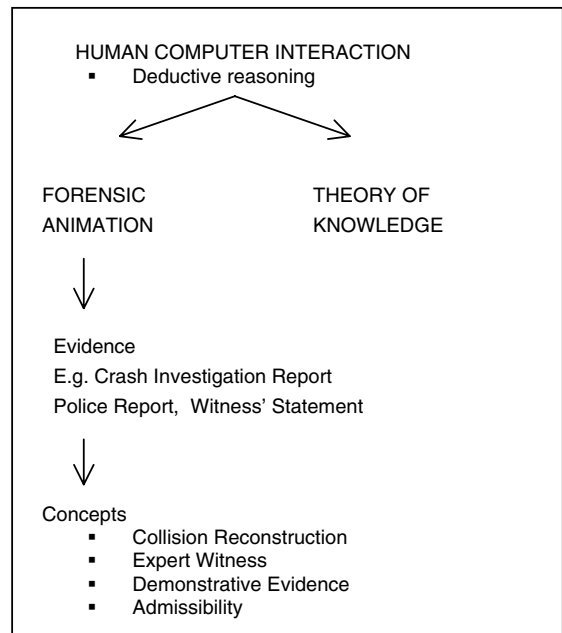 HUMAN COMPUTER INTERACTION
▪ Deductive reasoning
FORENSIC THEORY OF
ANIMATION KNOWLEDGE
Evidence
E.g. Crash Investigation Report
Police Report, Witness’ Statement
Concepts
▪ Collision Reconstruction
▪ Expert Witness
▪ Demonstrative Evidence
▪ Admissibility